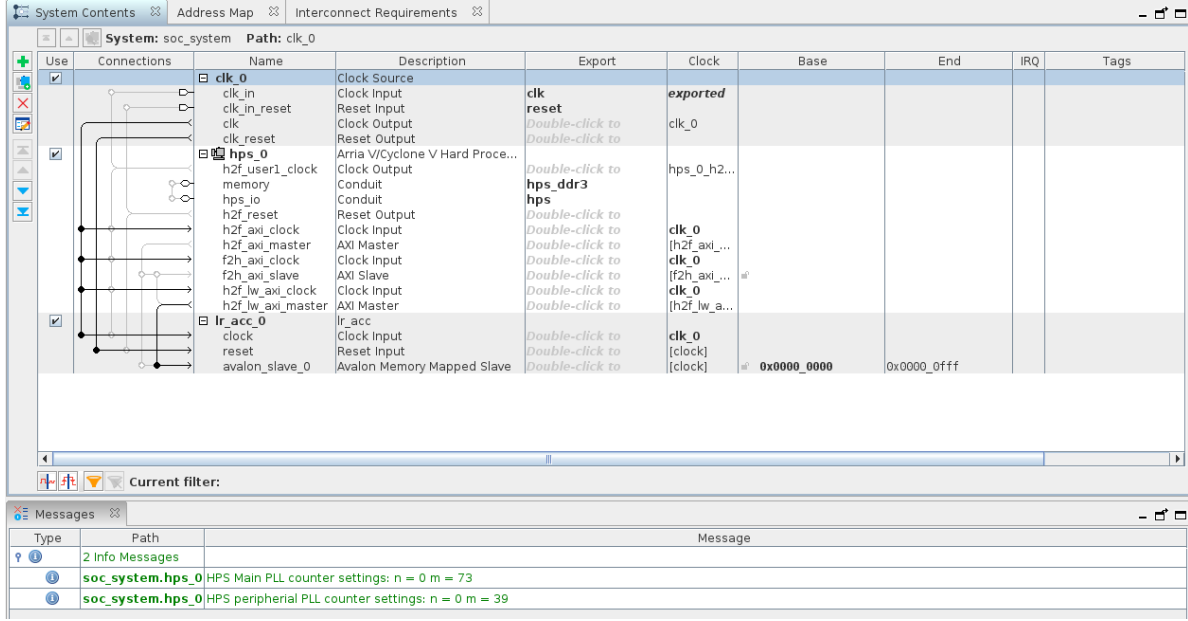 System Contents Address Map Interconnect Requirements
System: soc_system Path: clk_0
Use Connections Name Description Export Clock Base End IRQ Tags
clk_0 Clock Source
clk_in Clock Input clk exported
clk_in_reset Reset Input reset
clk Clock Output Double-click to clk_0
clk_reset Reset Output Double-click to
hps_0 Arria V/Cyclone V Hard Proce...
h2f_user1_clock Clock Output Double-click to hps_0_h2...
memory Conduit hps_ddr3
hps_io Conduit hps
h2f_reset Reset Output Double-click to
h2f_axi_clock Clock Input Double-click to clk_0
h2f_axi_master AXI Master Double-click to [h2f_axi_...
f2h_axi_clock Clock Input Double-click to clk_0
f2h_axi_slave AXI Slave Double-click to [f2h_axi_...
h2f_lw_axi_clock Clock Input Double-click to clk_0
h2f_lw_axi_master AXI Master Double-click to [h2f_lw_a...
lr_acc_0 lr_acc
clock Clock Input Double-click to clk_0
reset Reset Input Double-click to [clock]
avalon_slave_0 Avalon Memory Mapped Slave Double-click to [clock] 0x0000_0000 0x0000_0fff
Current filter:
Messages
Type Path Message
2 Info Messages
soc_system.hps_0 HPS Main PLL counter settings: n = 0 m = 73
soc_system.hps_0 HPS peripherial PLL counter settings: n = 0 m = 39